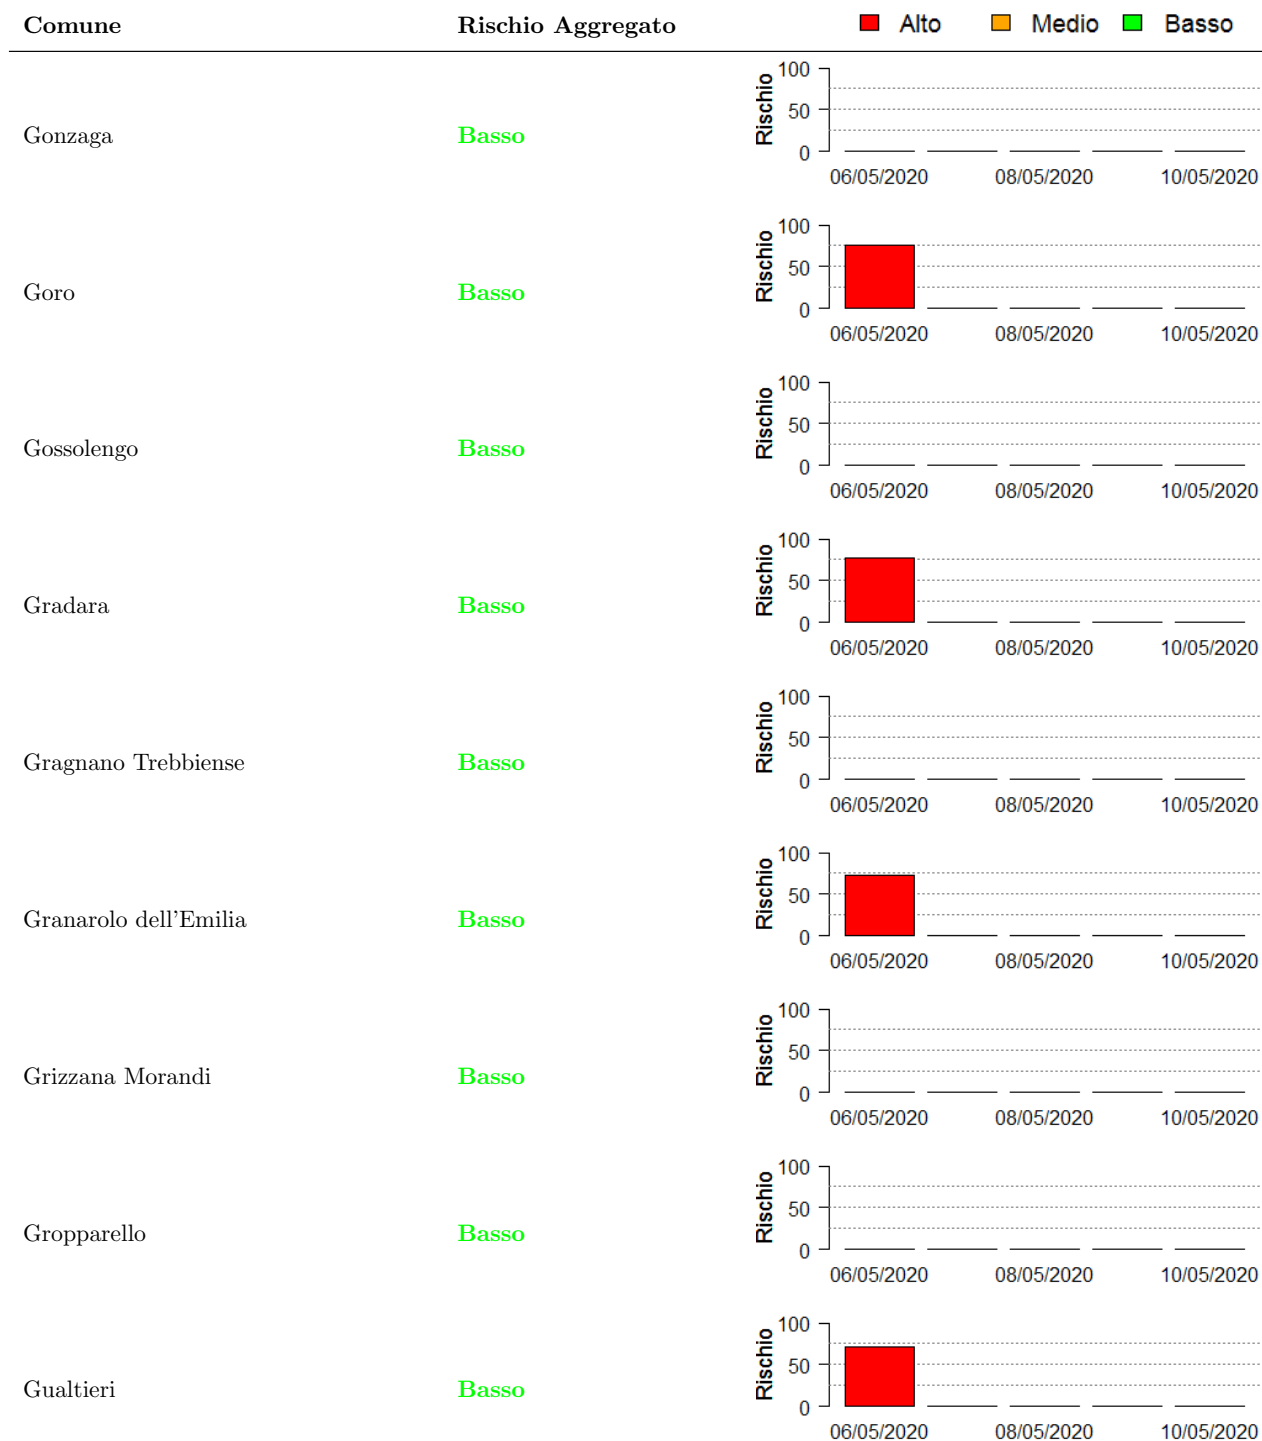 Comune Rischio Aggregato Alto Medio Basso
Gonzaga Basso Rischio 100 50 0
06/05/2020 08/05/2020 10/05/2020
Goro Basso Rischio 100 50 0
06/05/2020 08/05/2020 10/05/2020
Gossolengo Basso Rischio 100 50 0
06/05/2020 08/05/2020 10/05/2020
Gradara Basso Rischio 100 50 0
06/05/2020 08/05/2020 10/05/2020
Gragnano Trebbiense Basso Rischio 100 50 0
06/05/2020 08/05/2020 10/05/2020
Granarolo dell'Emilia Basso Rischio 100 50 0
06/05/2020 08/05/2020 10/05/2020
Grizzana Morandi Basso Rischio 100 50 0
06/05/2020 08/05/2020 10/05/2020
Gropparello Basso Rischio 100 50 0
06/05/2020 08/05/2020 10/05/2020
Gualtieri Basso Rischio 100 50 0
06/05/2020 08/05/2020 10/05/2020